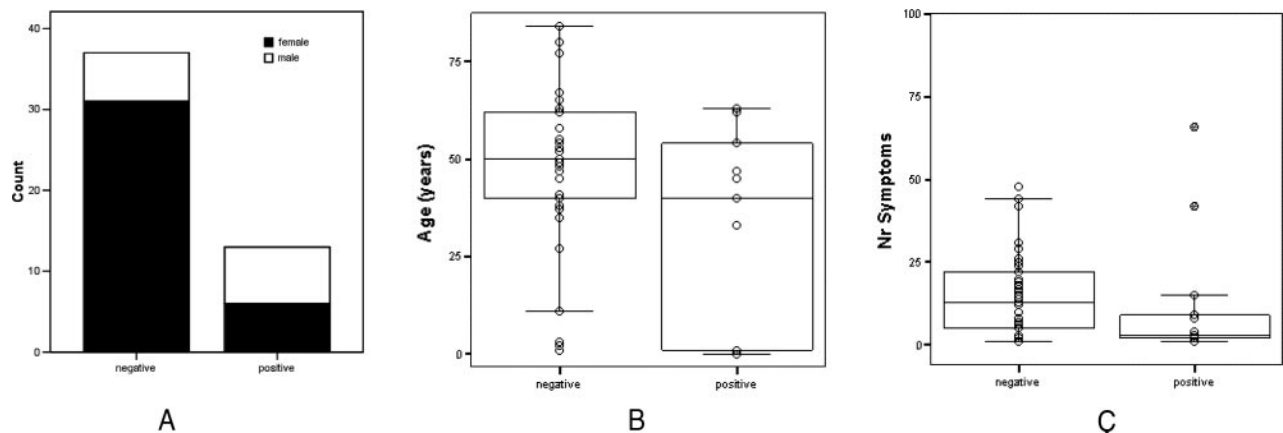 40
30
20
10
0
Count
female
male
negative
positive
A
75
50
25
0
Age (years)
negative
positive
B
100
75
50
25
0
Nr Symptoms
negative
positive
C